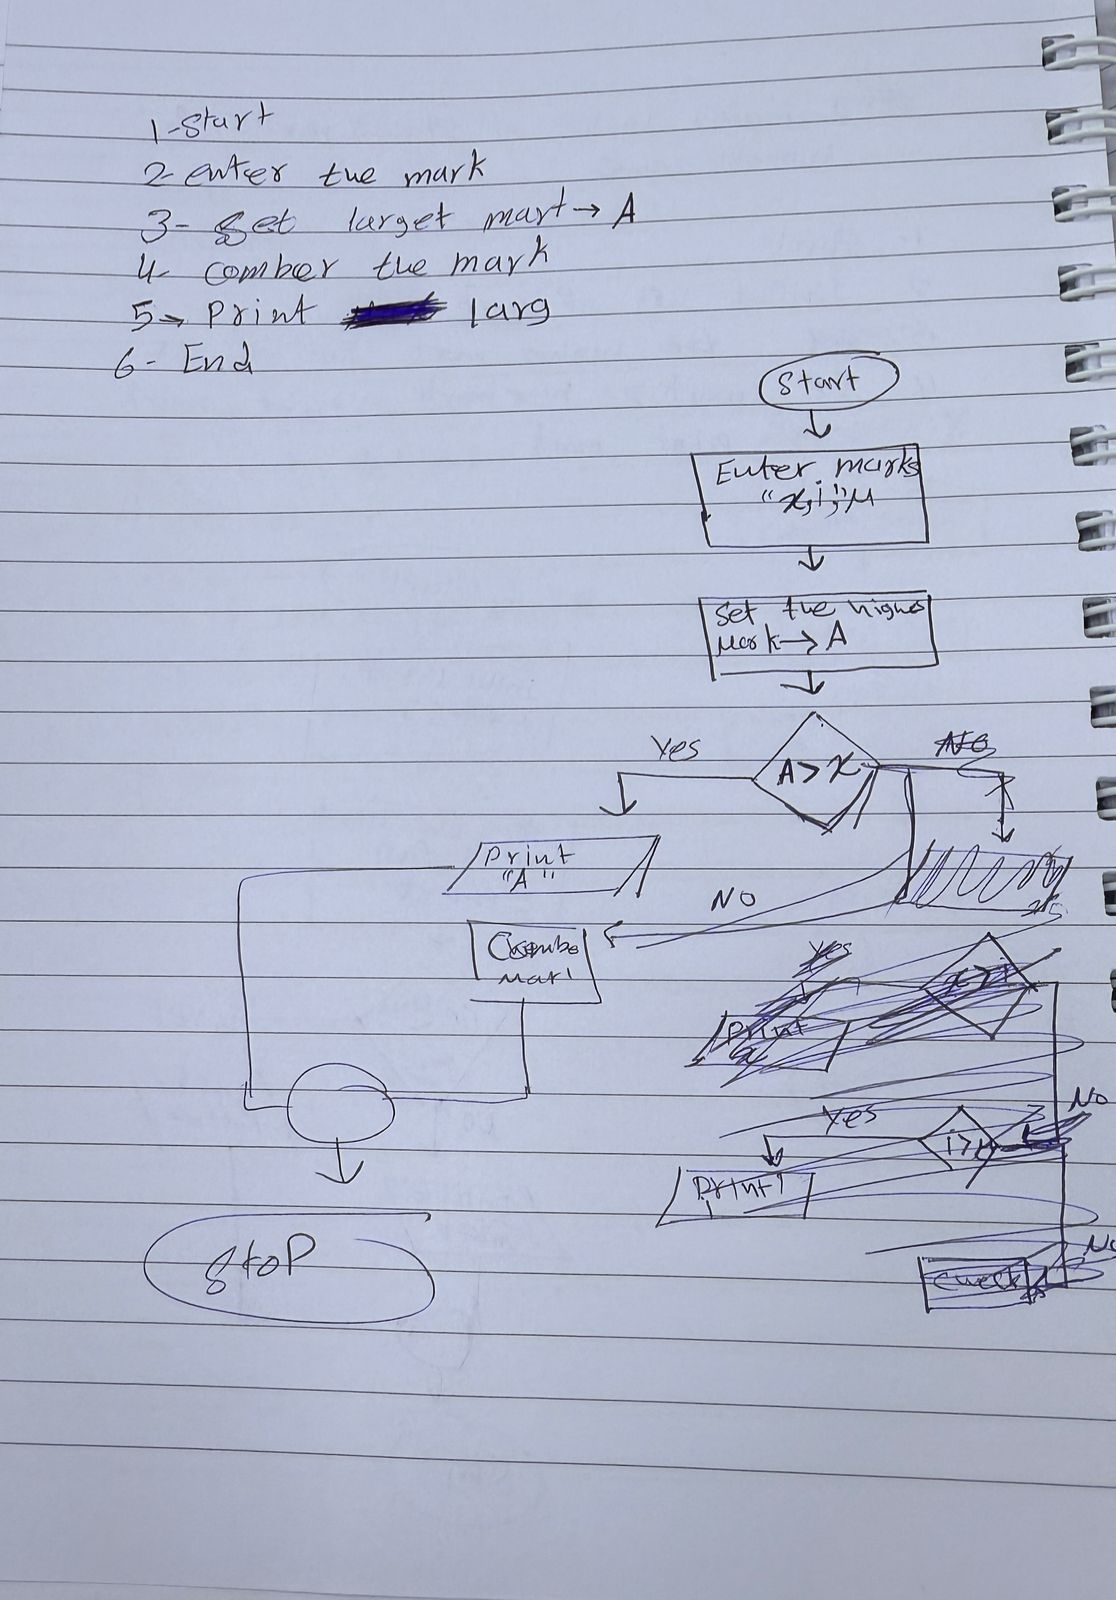 1-Start
2-enter the mark
3- Set larget mart→ A
4- comber the mark
5- Print larg
6- End
Start
Enter marks
"x,i,"M
Set the highes
Mark→ A
A>x
Yes
NO
Print
"A"
NO
Combe
mark
Yes
x>i
Print
x
NO
Yes
Print
i
NO
check
Stop